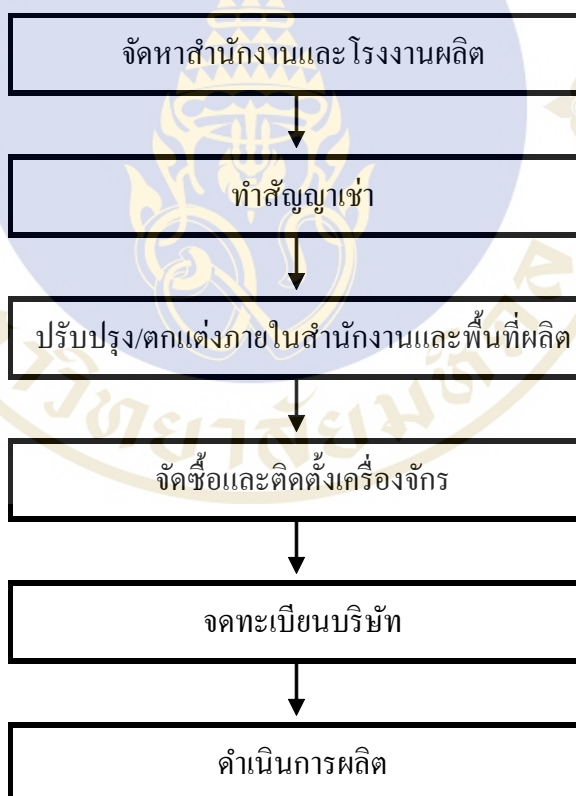 จัดหาสำนักงานและโรงงานผลิต
ทำสัญญาเช่า
ปรับปรุง/ตกแต่งภายในสำนักงานและพื้นที่ผลิต
จัดซื้อและติดตั้งเครื่องจักร
จดทะเบียนบริษัท
ดำเนินการผลิต